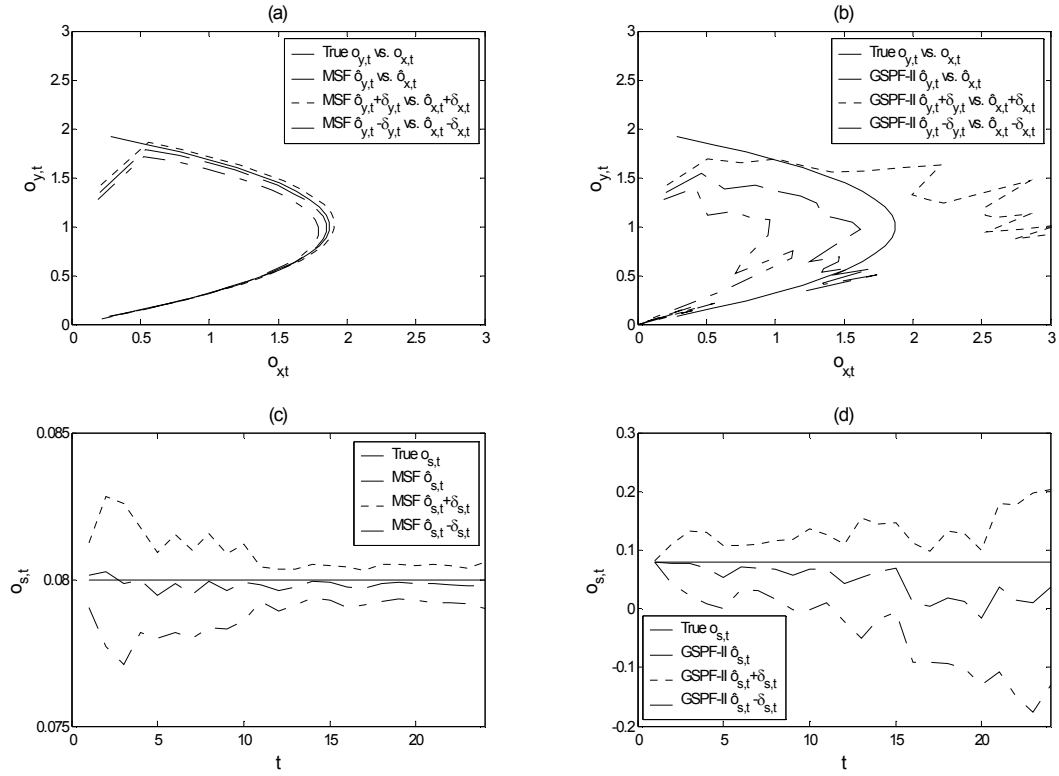 (a)
3
2.5
2
1.5
1
0.5
0
0 0.5 1 1.5 2 2.5 3
o_{y,t}
o_{x,t}
True o_{y,t} vs. o_{x,t}
MSF ô_{y,t} vs. ô_{x,t}
MSF ô_{y,t}+δ_{y,t} vs. ô_{x,t}+δ_{x,t}
MSF ô_{y,t}-δ_{y,t} vs. ô_{x,t}-δ_{x,t}
(b)
3
2.5
2
1.5
1
0.5
0
0 0.5 1 1.5 2 2.5 3
o_{y,t}
o_{x,t}
True o_{y,t} vs. o_{x,t}
GSPF-II ô_{y,t} vs. ô_{x,t}
GSPF-II ô_{y,t}+δ_{y,t} vs. ô_{x,t}+δ_{x,t}
GSPF-II ô_{y,t}-δ_{y,t} vs. ô_{x,t}-δ_{x,t}
(c)
0.085
0.08
0.075
0 5 10 15 20
o_{s,t}
t
True o_{s,t}
MSF ô_{s,t}
MSF ô_{s,t}+δ_{s,t}
MSF ô_{s,t}-δ_{s,t}
(d)
0.3
0.2
0.1
0
-0.1
-0.2
0 5 10 15 20
o_{s,t}
t
True o_{s,t}
GSPF-II ô_{s,t}
GSPF-II ô_{s,t}+δ_{s,t}
GSPF-II ô_{s,t}-δ_{s,t}